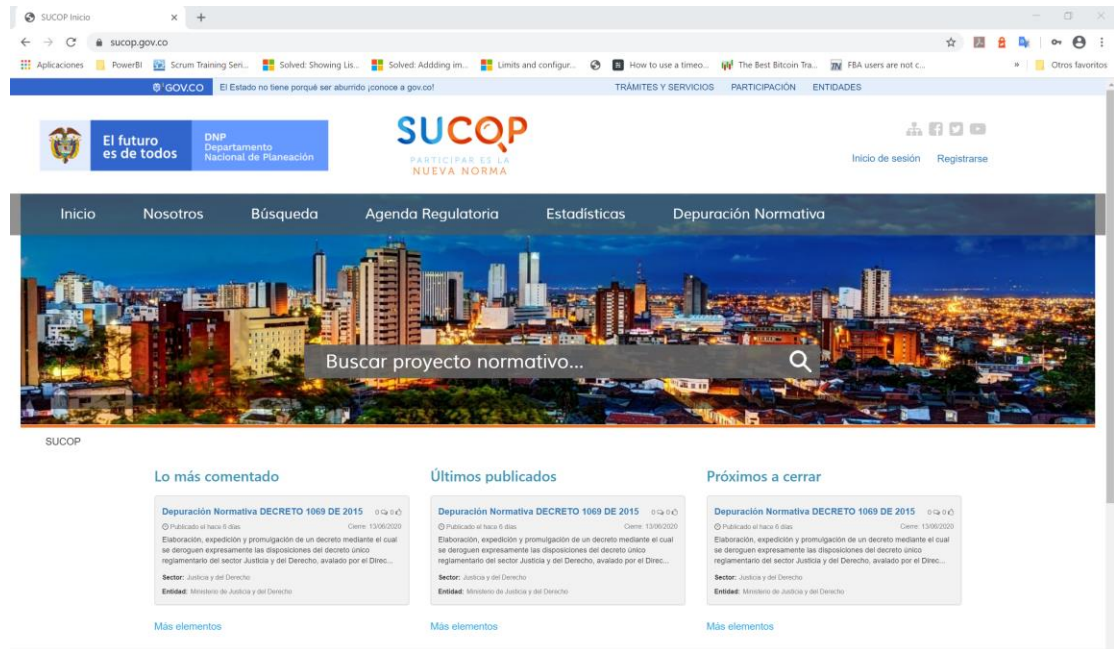 SUCOP Inicio
sucop.gov.co
Aplicaciones PowerBI Scrum Training Seri... Solved: Showing Lis... Solved: Addding im... Limits and configur... How to use a timeo... The Best Bitcoin Tra... FBA users are not c... » Otros favoritos
GOV.CO El Estado no tiene porqué ser aburrido ¡conoce a gov.co! TRÁMITES Y SERVICIOS PARTICIPACIÓN ENTIDADES
El futuro
es de todos
DNP
Departamento
Nacional de Planeación
SUCOP
PARTICIPAR ES LA
NUEVA NORMA
Inicio de sesión Registrarse
Inicio Nosotros Búsqueda Agenda Regulatoria Estadísticas Depuración Normativa
Buscar proyecto normativo...
SUCOP
Lo más comentado
Depuración Normativa DECRETO 1069 DE 2015 0 0
Publicado el hace 6 días Cierre: 13/06/2020
Elaboración, expedición y promulgación de un decreto mediante el cual
se deroguen expresamente las disposiciones del decreto único
reglamentario del sector Justicia y del Derecho, avalado por el Direc...
Sector: Justicia y del Derecho
Entidad: Ministerio de Justicia y del Derecho
Más elementos
Últimos publicados
Depuración Normativa DECRETO 1069 DE 2015 0 0
Publicado el hace 6 días Cierre: 13/06/2020
Elaboración, expedición y promulgación de un decreto mediante el cual
se deroguen expresamente las disposiciones del decreto único
reglamentario del sector Justicia y del Derecho, avalado por el Direc...
Sector: Justicia y del Derecho
Entidad: Ministerio de Justicia y del Derecho
Más elementos
Próximos a cerrar
Depuración Normativa DECRETO 1069 DE 2015 0 0
Publicado el hace 6 días Cierre: 13/06/2020
Elaboración, expedición y promulgación de un decreto mediante el cual
se deroguen expresamente las disposiciones del decreto único
reglamentario del sector Justicia y del Derecho, avalado por el Direc...
Sector: Justicia y del Derecho
Entidad: Ministerio de Justicia y del Derecho
Más elementos